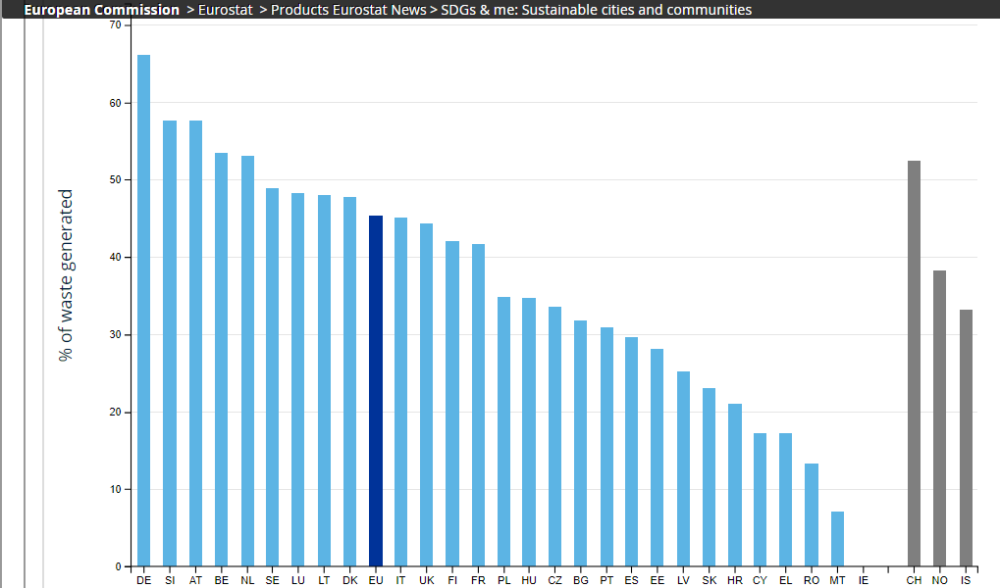 European Commission > Eurostat > Products Eurostat News > SDGs & me: Sustainable cities and communities
% of waste generated
70
60
50
40
30
20
10
0
DE SI AT BE NL SE LU LT DK EU IT UK FI FR PL HU CZ BG PT ES EE LV SK HR CY EL RO MT IE CH NO IS